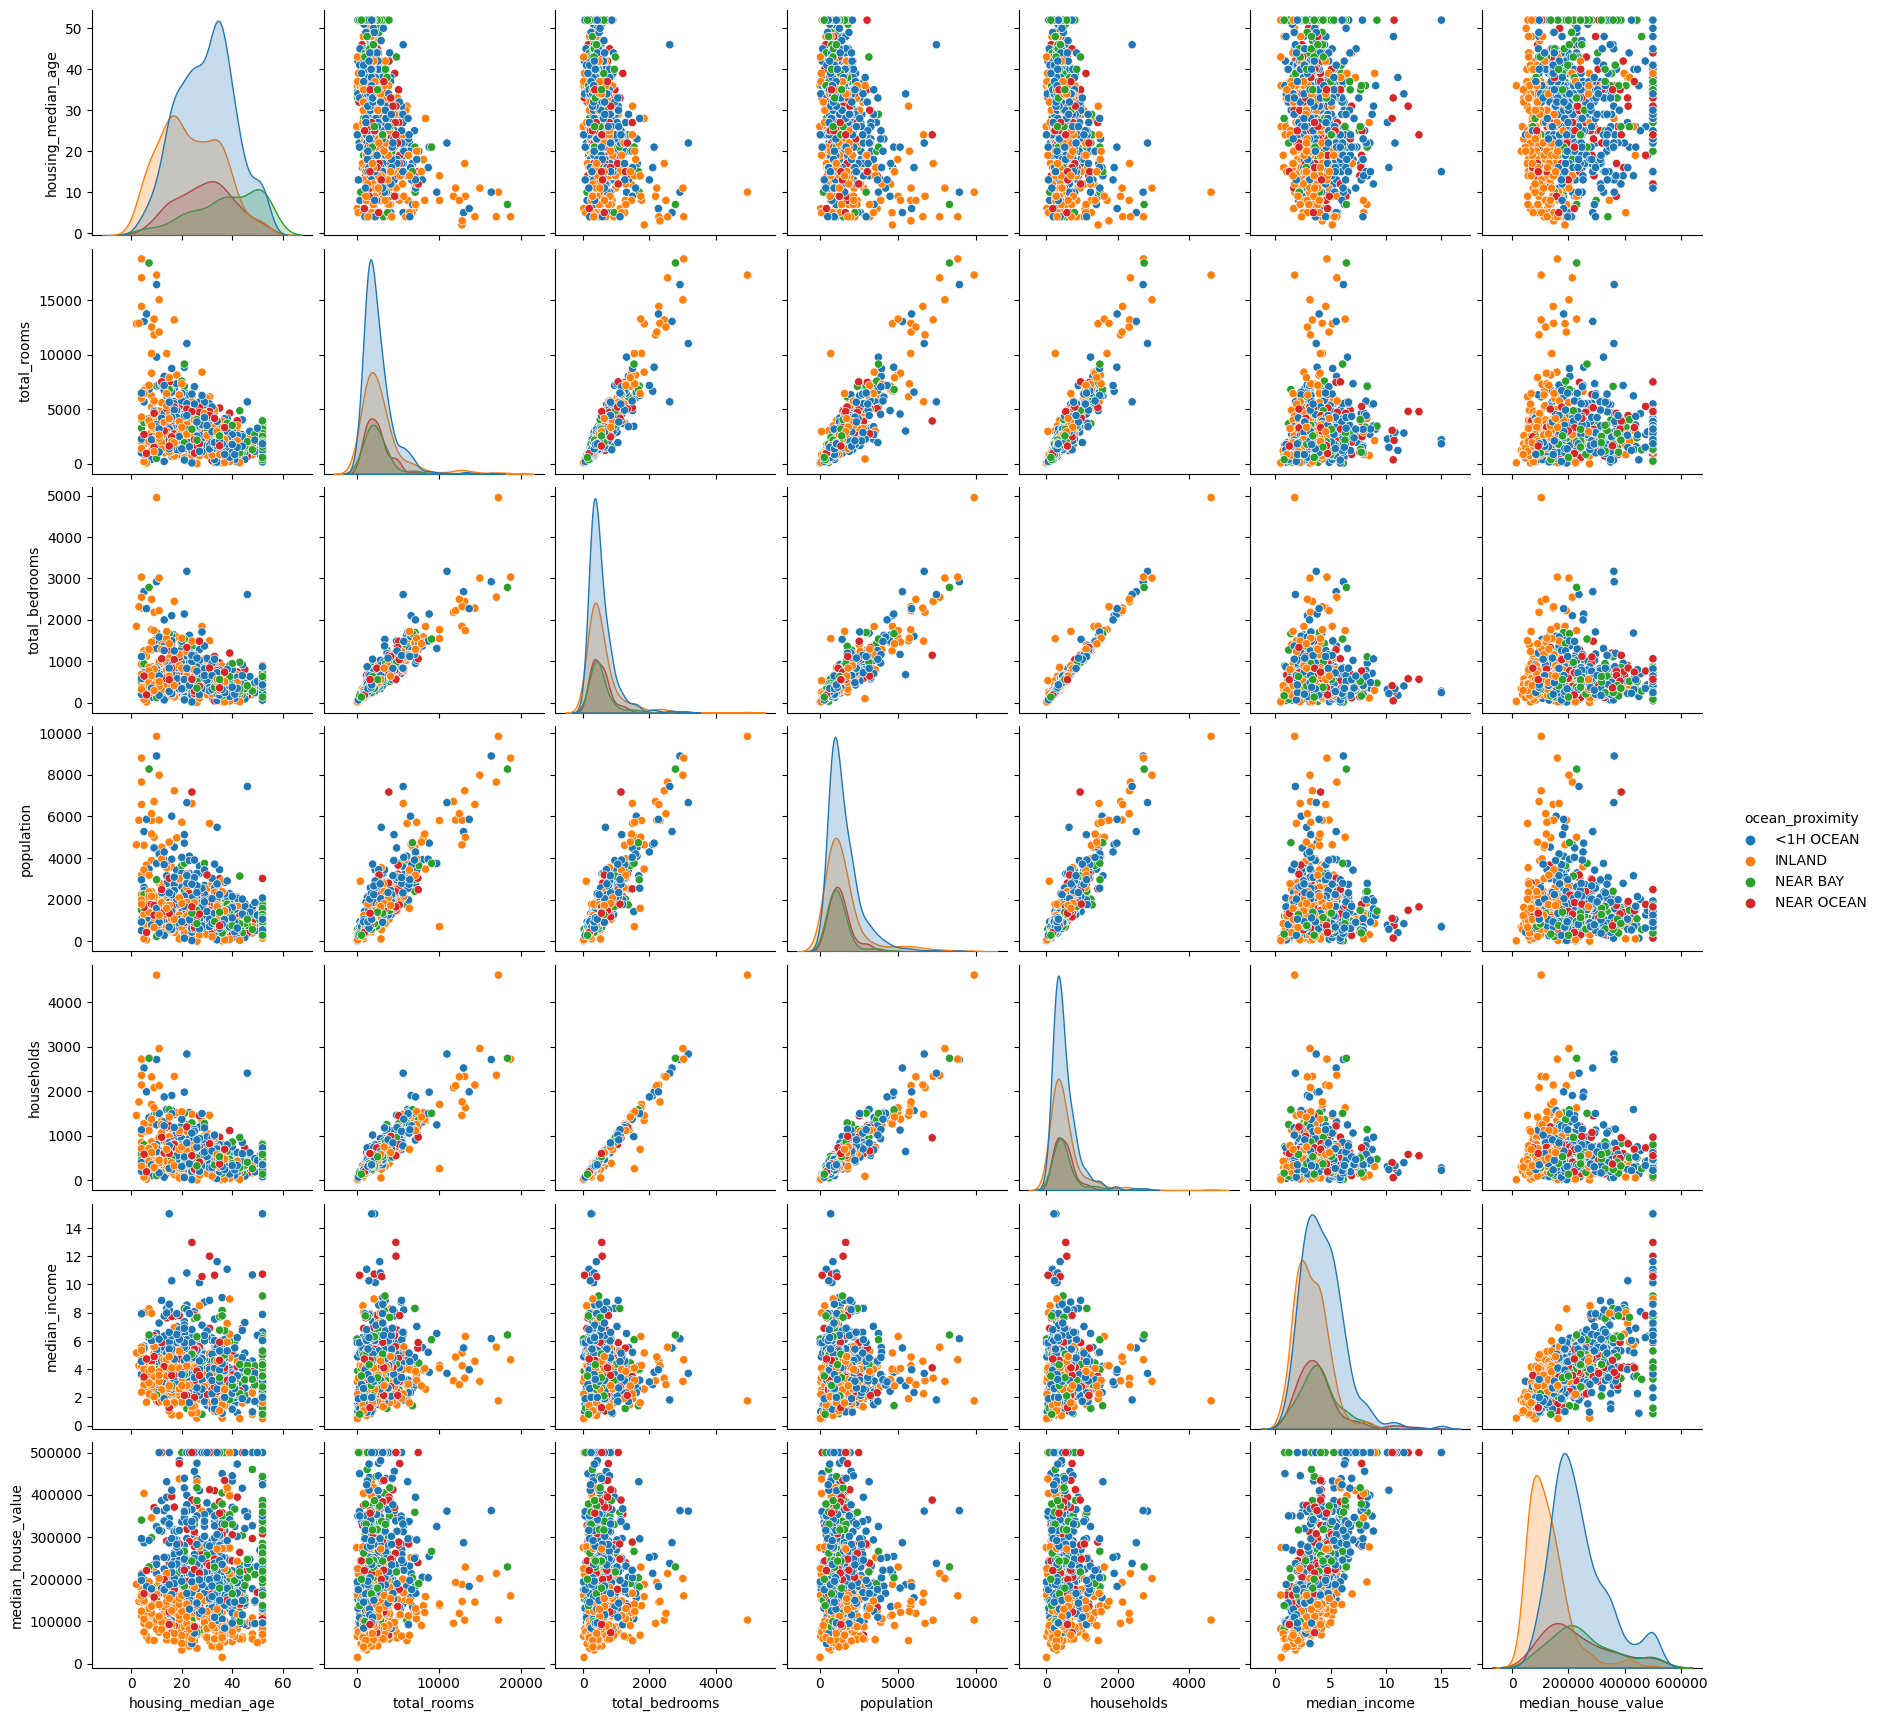 50
40
30
20
10
0
housing_median_age
15000
10000
5000
0
total_rooms
5000
4000
3000
2000
1000
0
total_bedrooms
10000
8000
6000
4000
2000
0
population
ocean_proximity
<1H OCEAN
INLAND
NEAR BAY
NEAR OCEAN
4000
3000
2000
1000
0
households
14
12
10
8
6
4
2
0
median_income
500000
400000
300000
200000
100000
0
median_house_value
0 20 40 60
0 10000 20000
0 2000 4000
0 5000 10000
0 2000 4000
0 5 10 15
0 200000 400000 600000
housing_median_age
total_rooms
total_bedrooms
population
households
median_income
median_house_value